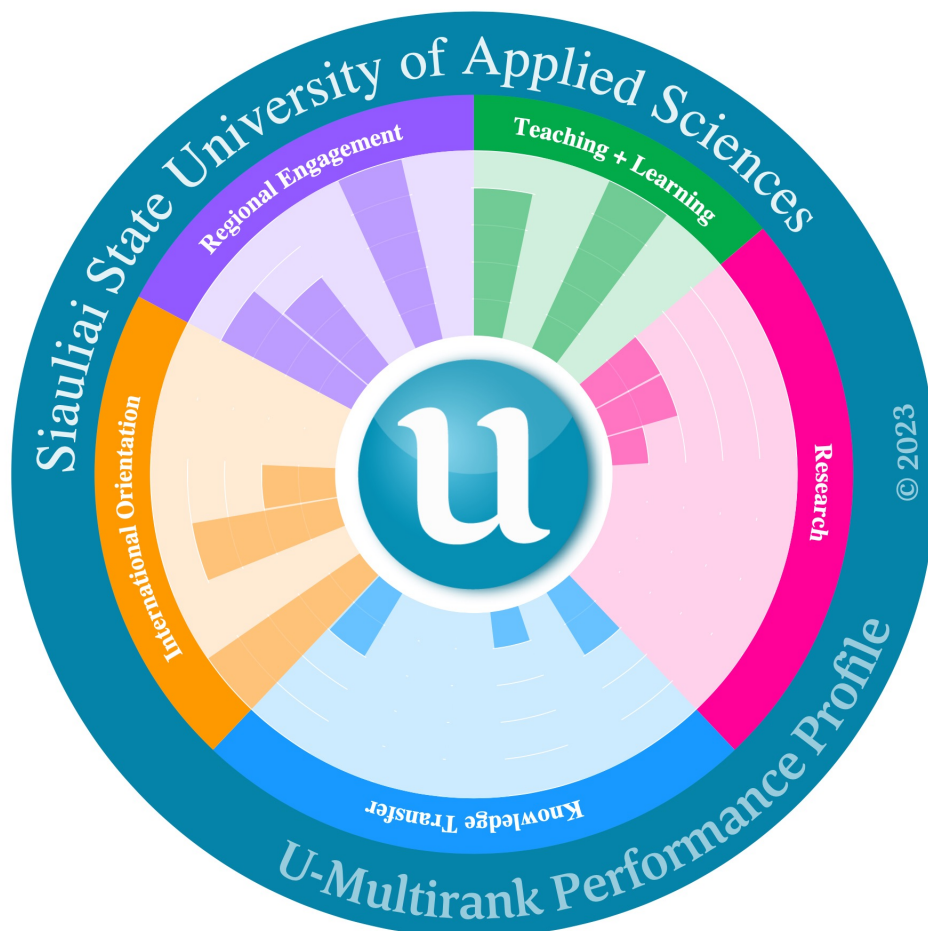 Siauliai State University of Applied Sciences
Teaching + Learning
Research
Knowledge Transfer
International Orientation
Regional Engagement
u
© 2023
U-Multirank Performance Profile